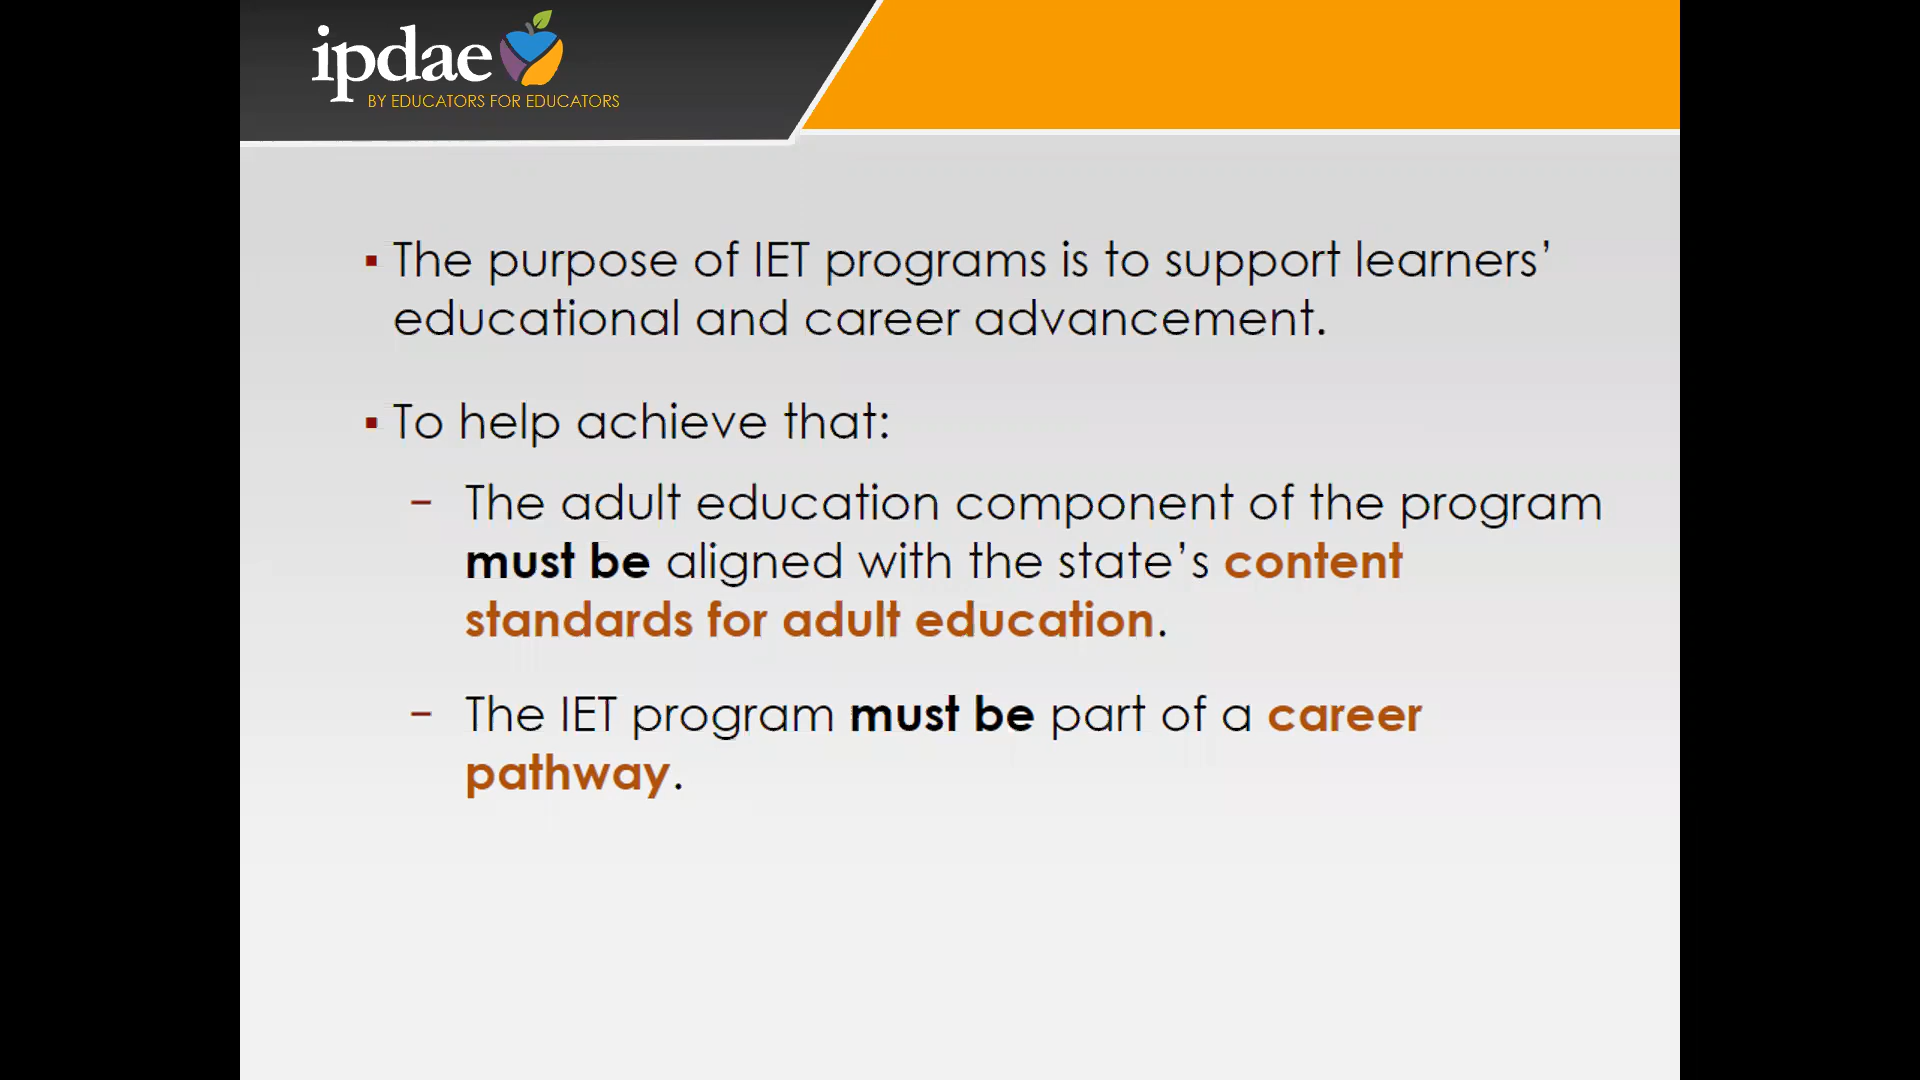 ipdae
BY EDUCATORS FOR EDUCATORS
▪ The purpose of IET programs is to support learners’
educational and career advancement.
▪ To help achieve that:
− The adult education component of the program
must be aligned with the state’s content
standards for adult education.
− The IET program must be part of a career
pathway.